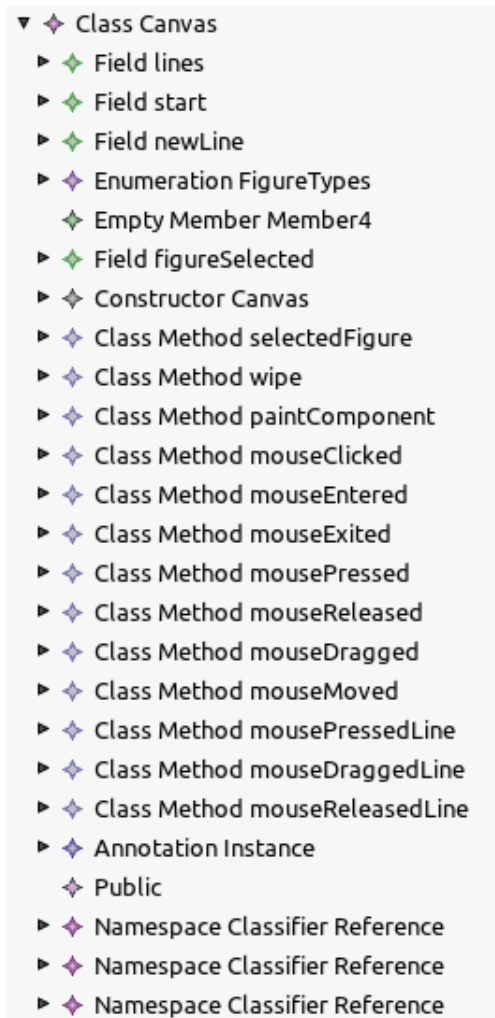 Class Canvas
Field lines
Field start
Field newLine
Enumeration FigureTypes
Empty Member Member4
Field figureSelected
Constructor Canvas
Class Method selectedFigure
Class Method wipe
Class Method paintComponent
Class Method mouseClicked
Class Method mouseEntered
Class Method mouseExited
Class Method mousePressed
Class Method mouseReleased
Class Method mouseDragged
Class Method mouseMoved
Class Method mousePressedLine
Class Method mouseDraggedLine
Class Method mouseReleasedLine
Annotation Instance
Public
Namespace Classifier Reference
Namespace Classifier Reference
Namespace Classifier Reference